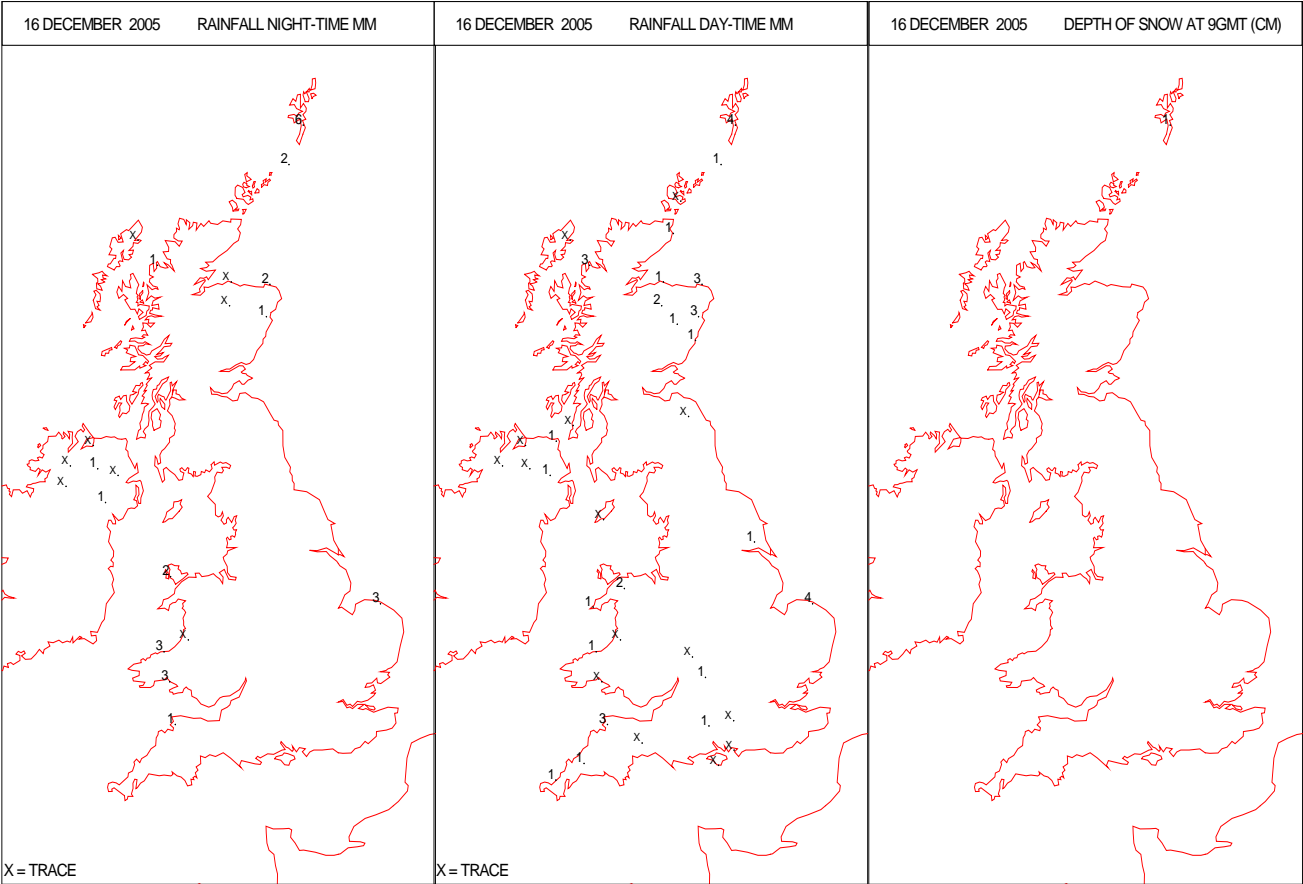 16 DECEMBER 2005 RAINFALL NIGHT-TIME MM
6.
2.
x.
1.
x. 2.
x.
1.
x.
x. 1.
x.
x.
1.
2.
3.
x.
3.
3.
1.
X = TRACE
16 DECEMBER 2005 RAINFALL DAY-TIME MM
4.
1.
x.
1.
x.
3.
1. 3.
2.
3.
1.
1.
x.
x.
1.
x.
x. x.
1.
x.
1.
2.
1. 4.
x.
1. x.
1.
x.
3. 1. x.
x. x.
1. x.
1.
X = TRACE
16 DECEMBER 2005 DEPTH OF SNOW AT 9GMT (CM)
1.